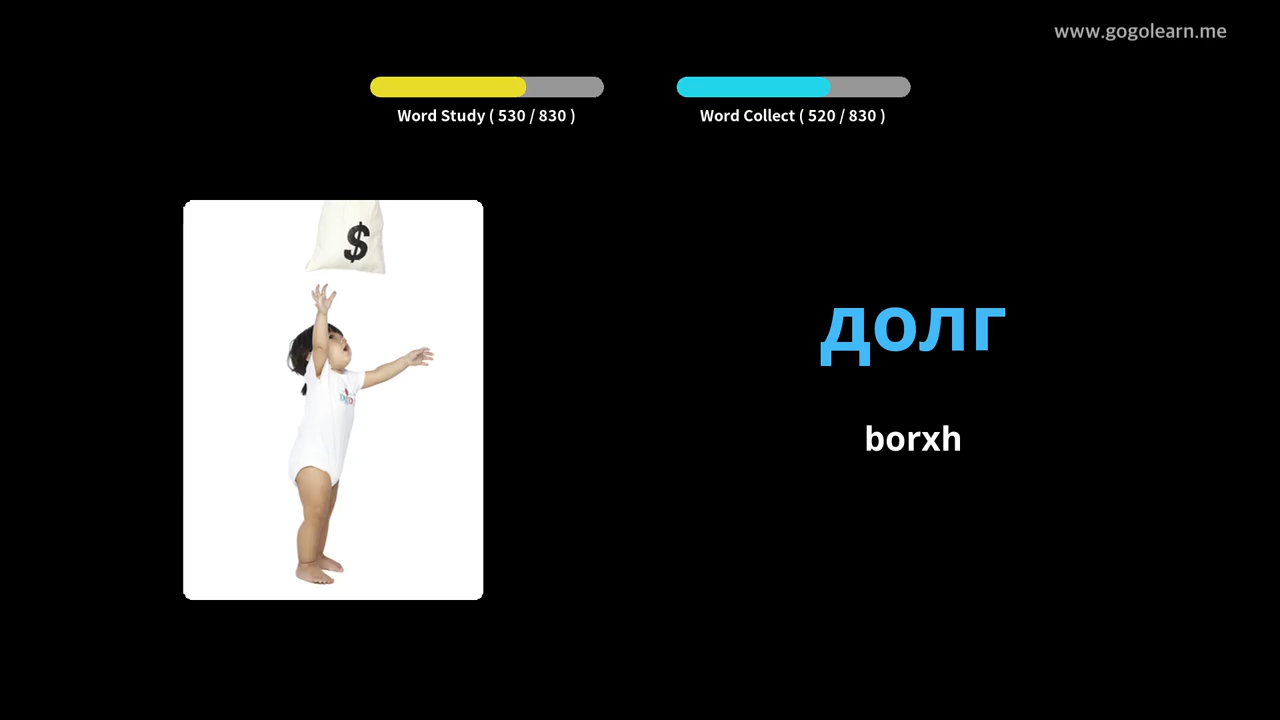 www.gogolearn.me
Word Study ( 530 / 830 )
Word Collect ( 520 / 830 )
$
долг
borxh